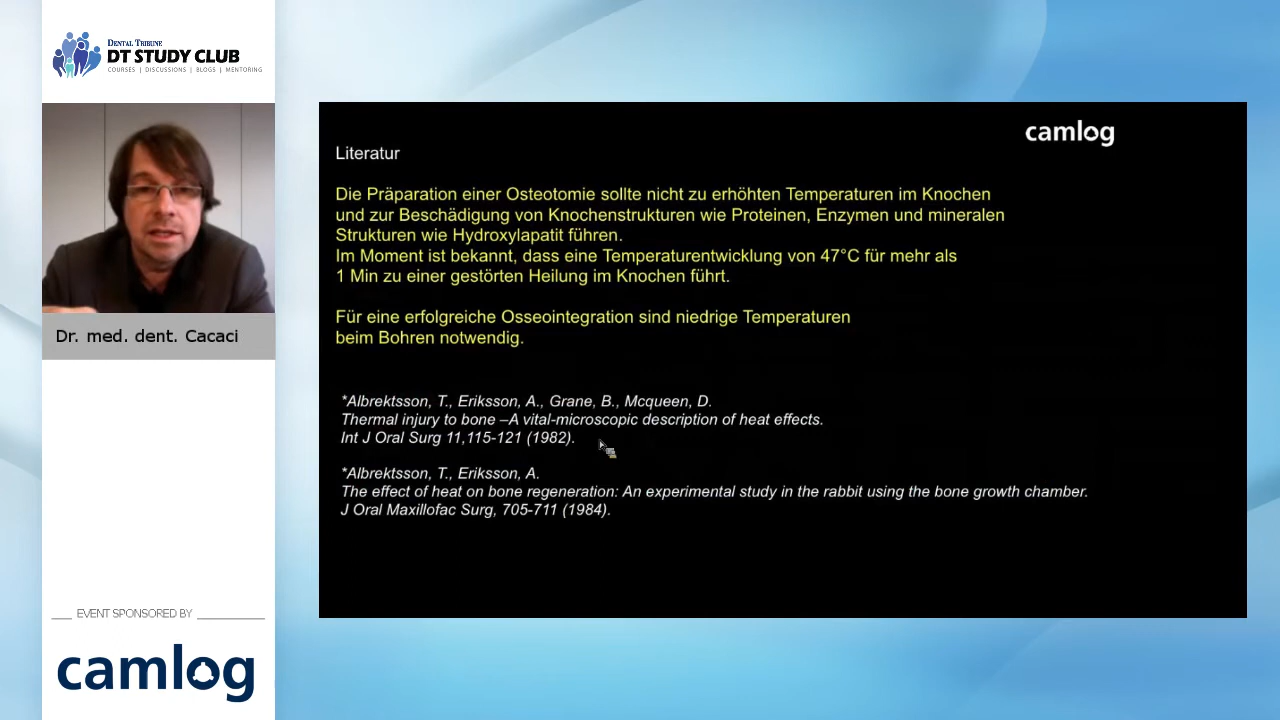 DENTAL TRIBUNE
DT STUDY CLUB
COURSES | DISCUSSIONS | BLOGS | MENTORING
Dr. med. dent. Cacaci
EVENT SPONSORED BY
camlog
camlog
Literatur
Die Präparation einer Osteotomie sollte nicht zu erhöhten Temperaturen im Knochen
und zur Beschädigung von Knochenstrukturen wie Proteinen, Enzymen und mineralen
Strukturen wie Hydroxylapatit führen.
Im Moment ist bekannt, dass eine Temperaturentwicklung von 47°C für mehr als
1 Min zu einer gestörten Heilung im Knochen führt.
Für eine erfolgreiche Osseointegration sind niedrige Temperaturen
beim Bohren notwendig.
*Albrektsson, T., Eriksson, A., Grane, B., Mcqueen, D.
Thermal injury to bone –A vital-microscopic description of heat effects.
Int J Oral Surg 11,115-121 (1982).
*Albrektsson, T., Eriksson, A.
The effect of heat on bone regeneration: An experimental study in the rabbit using the bone growth chamber.
J Oral Maxillofac Surg, 705-711 (1984).